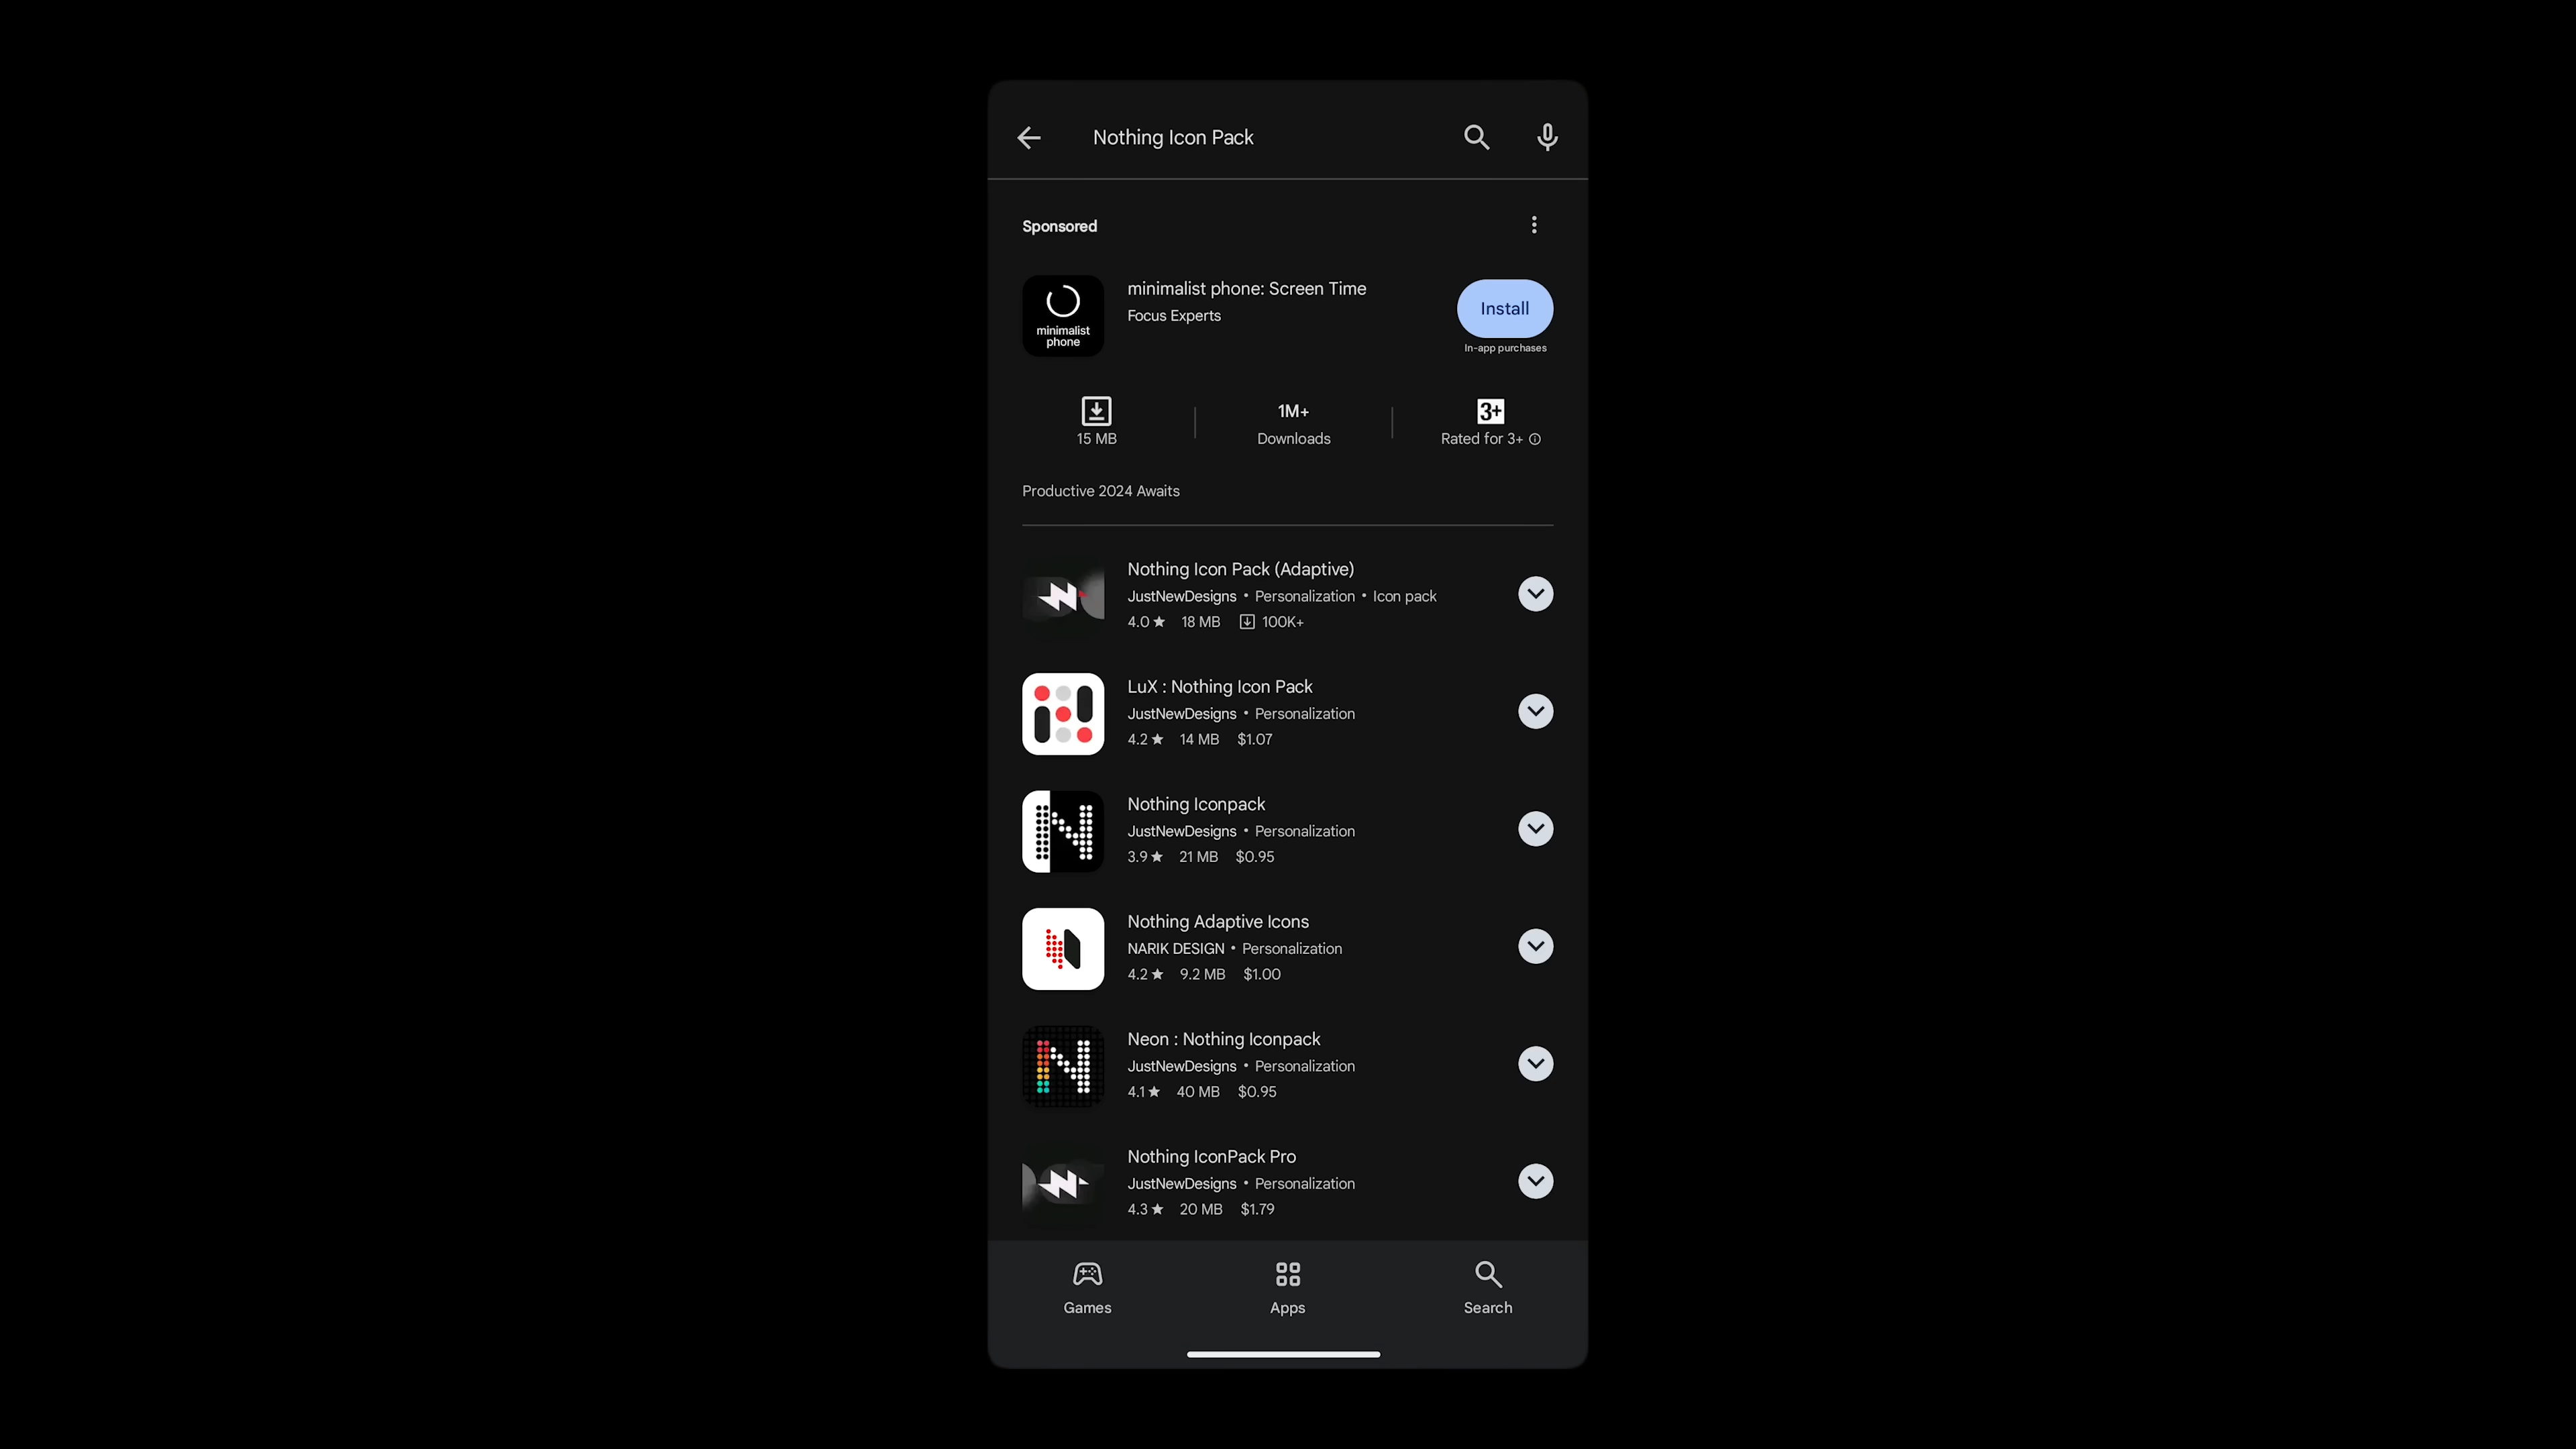 Nothing Icon Pack
Sponsored
minimalist phone: Screen Time
Focus Experts
Install
In-app purchases
minimalist
phone
15 MB
1M+
Downloads
3+
Rated for 3+
Productive 2024 Awaits
Nothing Icon Pack (Adaptive)
JustNewDesigns • Personalization • Icon pack
4.0★ 18 MB 100K+
LuX : Nothing Icon Pack
JustNewDesigns • Personalization
4.2★ 14 MB $1.07
Nothing Iconpack
JustNewDesigns • Personalization
3.9★ 21 MB $0.95
Nothing Adaptive Icons
NARIK DESIGN • Personalization
4.2★ 9.2 MB $1.00
Neon : Nothing Iconpack
JustNewDesigns • Personalization
4.1★ 40 MB $0.95
Nothing IconPack Pro
JustNewDesigns • Personalization
4.3★ 20 MB $1.79
Games
Apps
Search